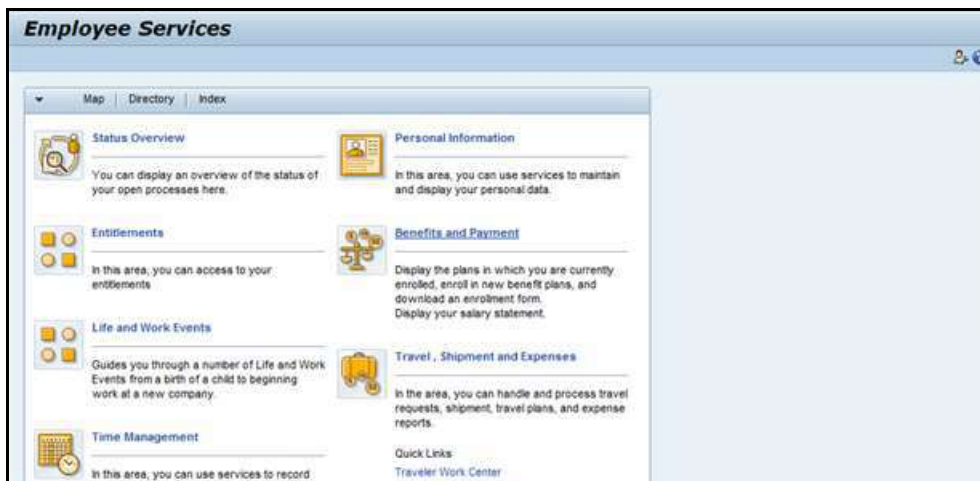 Employee Services
Map | Directory | Index
Status Overview
You can display an overview of the status of
your open processes here.
Entitlements
In this area, you can access to your
entitlements
Life and Work Events
Guides you through a number of Life and Work
Events from a birth of a child to beginning
work at a new company.
Time Management
In this area, you can use services to record
Personal Information
In this area, you can use services to maintain
and display your personal data.
Benefits and Payment
Display the plans in which you are currently
enrolled, enroll in new benefit plans, and
download an enrollment form.
Display your salary statement.
Travel , Shipment and Expenses
In the area, you can handle and process travel
requests, shipment, travel plans, and expense
reports.
Quick Links
Traveler Work Center